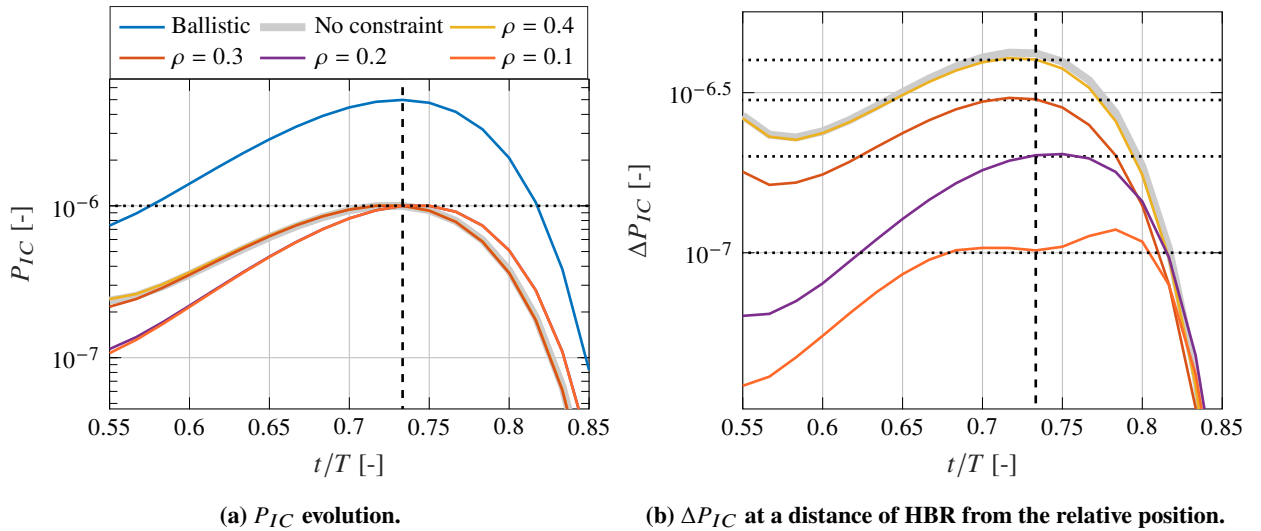 Ballistic No constraint ρ = 0.4
ρ = 0.3 ρ = 0.2 ρ = 0.1
10⁻⁶
10⁻⁷
P_IC [-]
0.55 0.6 0.65 0.7 0.75 0.8 0.85
t/T [-]
(a) P_IC evolution.
10⁻⁶·⁵
10⁻⁷
ΔP_IC [-]
0.55 0.6 0.65 0.7 0.75 0.8 0.85
t/T [-]
(b) ΔP_IC at a distance of HBR from the relative position.